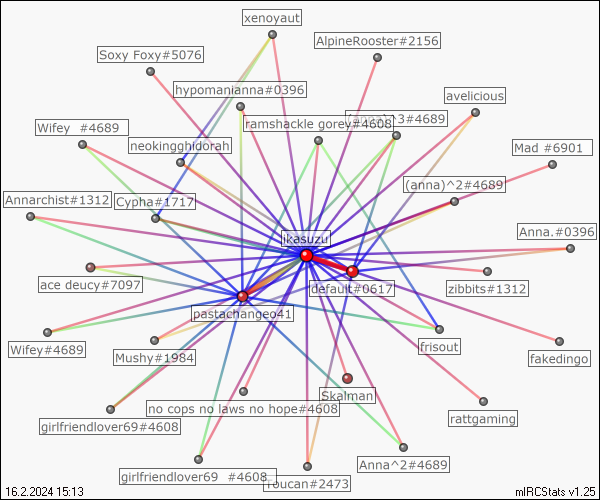 xenoyaut
AlpineRooster#2156
Soxy Foxy#5076
hypomanianna#0396
avelicious
ramshackle gorey#4608
^3#4689
Wifey  #4689
neokingghidorah
Mad #6901
(anna)^2#4689
Annarchist#1312
Cypha#1717
Anna.#0396
ikasuzu
ace deucy#7097
default#0617
zibbits#1312
pastachangeo41
Wifey#4689
Mushy#1984
frisout
fakedingo
Skalman
rattgaming
no cops no laws no hope#4608
girlfriendlover69#4608
Anna^2#4689
girlfriendlover69  #4608
Toucan#2473
16.2.2024 15:13
mIRCStats v1.25